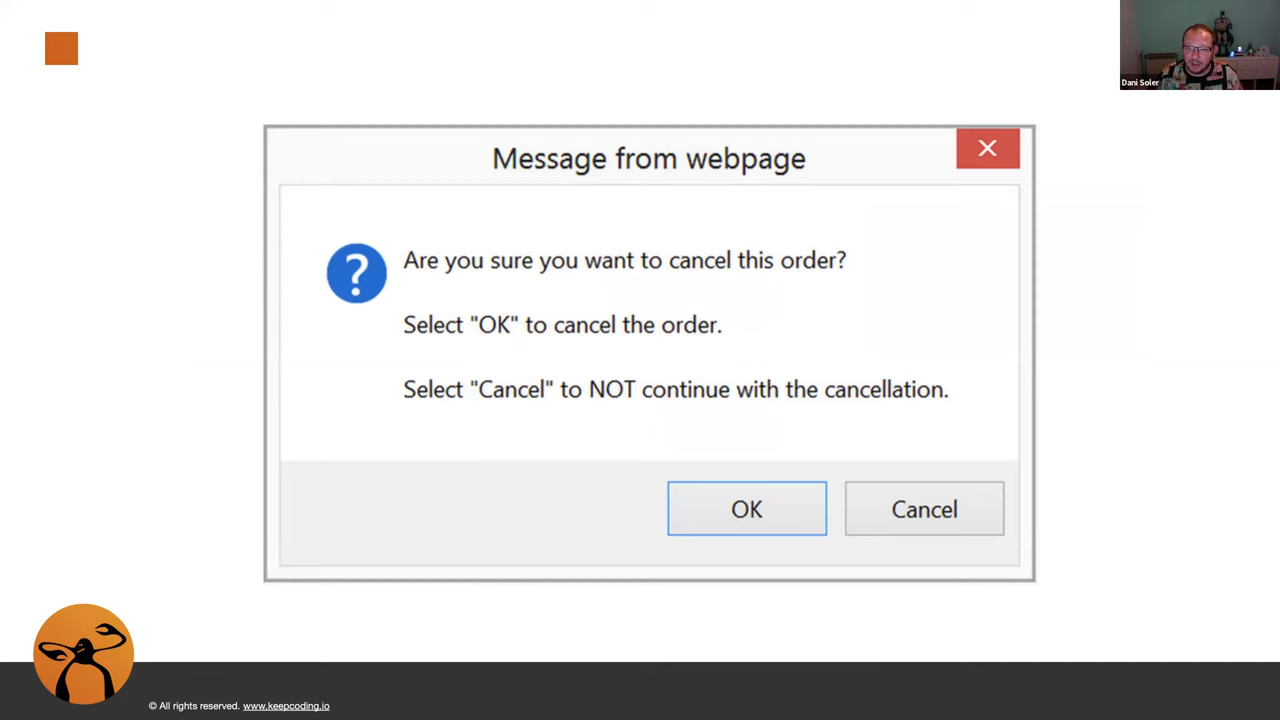 Dani Soler
Message from webpage
Are you sure you want to cancel this order?
Select "OK" to cancel the order.
Select "Cancel" to NOT continue with the cancellation.
OK
Cancel
© All rights reserved. www.keepcoding.io